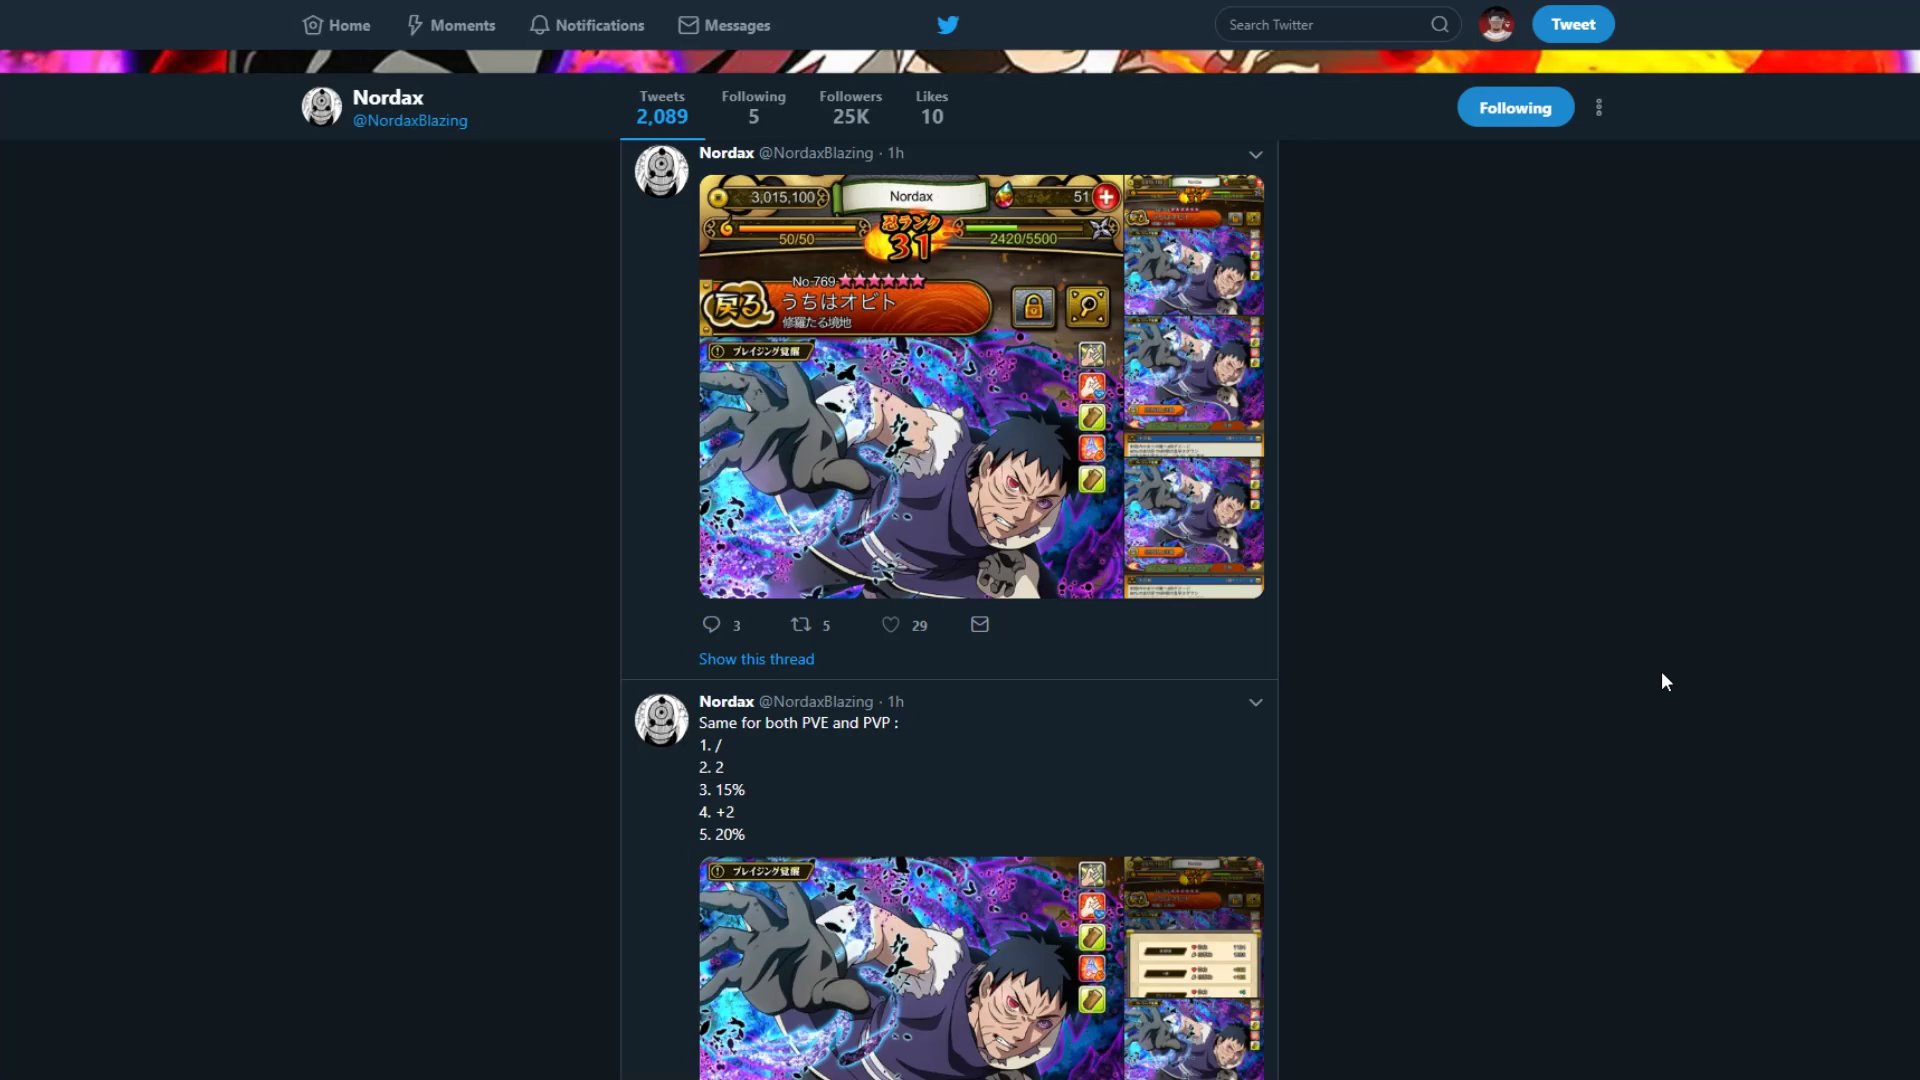 Home
Moments
Notifications
Messages
Search Twitter
Tweet
Nordax
@NordaxBlazing
Tweets
2,089
Following
5
Followers
25K
Likes
10
Following
Nordax @NordaxBlazing · 1h
3,015,100
Nordax
51
50/50
忍ランク
31
2420/5500
No.769
戻る
うちはオビト
修羅たる境地
ブレイジング覚醒
3
5
29
Show this thread
Nordax @NordaxBlazing · 1h
Same for both PVE and PVP :
1. /
2. 2
3. 15%
4. +2
5. 20%
ブレイジング覚醒